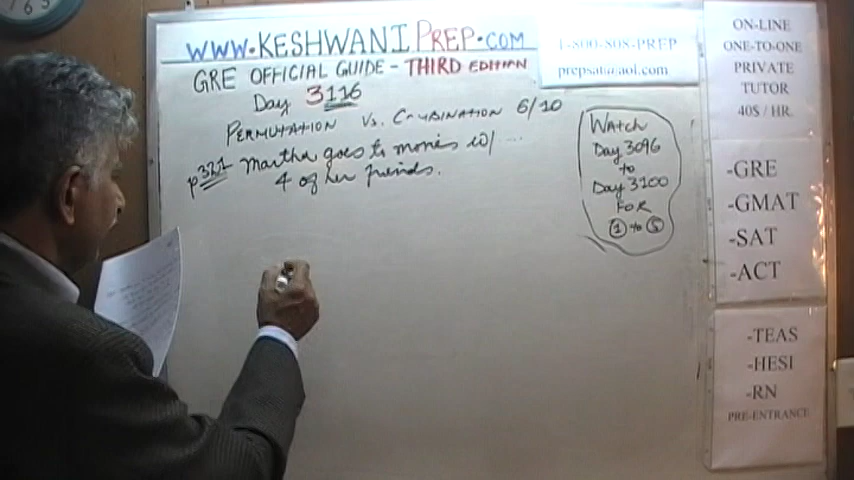 WWW.KESHWANIPREP.COM
GRE OFFICIAL GUIDE - THIRD EDITION
Day 3116
PERMUTATION VS. COMBINATION 6/10
p321 Martha goes to movies w/ ....
4 of her friends.
WATCH
Day 3096
to
Day 3100
FOR
① to ⑤
1-800-808-PREP
prepsat@aol.com
ON-LINE
ONE-TO-ONE
PRIVATE
TUTOR
40$ / HR.
-GRE
-GMAT
-SAT
-ACT
-TEAS
-HESI
-RN
PRE-ENTRANCE